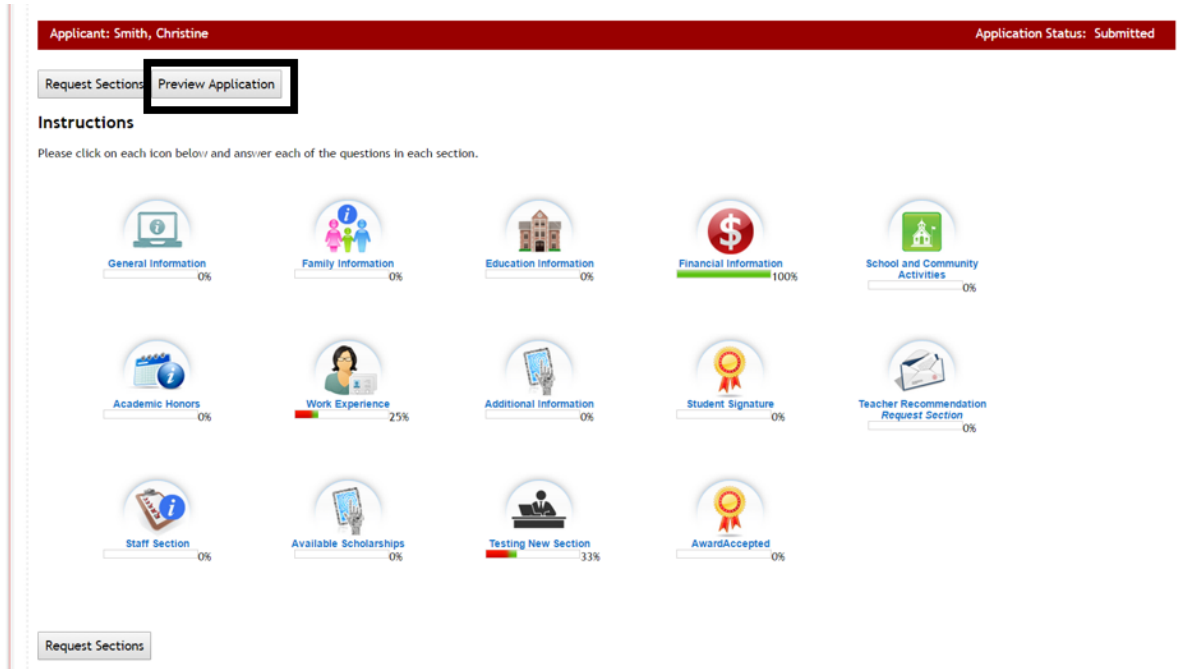 Applicant: Smith, Christine Application Status: Submitted
Request Sections Preview Application
Instructions
Please click on each icon below and answer each of the questions in each section.
General Information Family Information Education Information Financial Information School and Community
Activities
0% 0% 0% 100% 0%
Academic Honors Work Experience Additional Information Student Signature Teacher Recommendation
Request Section
0% 25% 0% 0% 0%
Staff Section Available Scholarships Testing New Section AwardAccepted
0% 0% 33% 0%
Request Sections